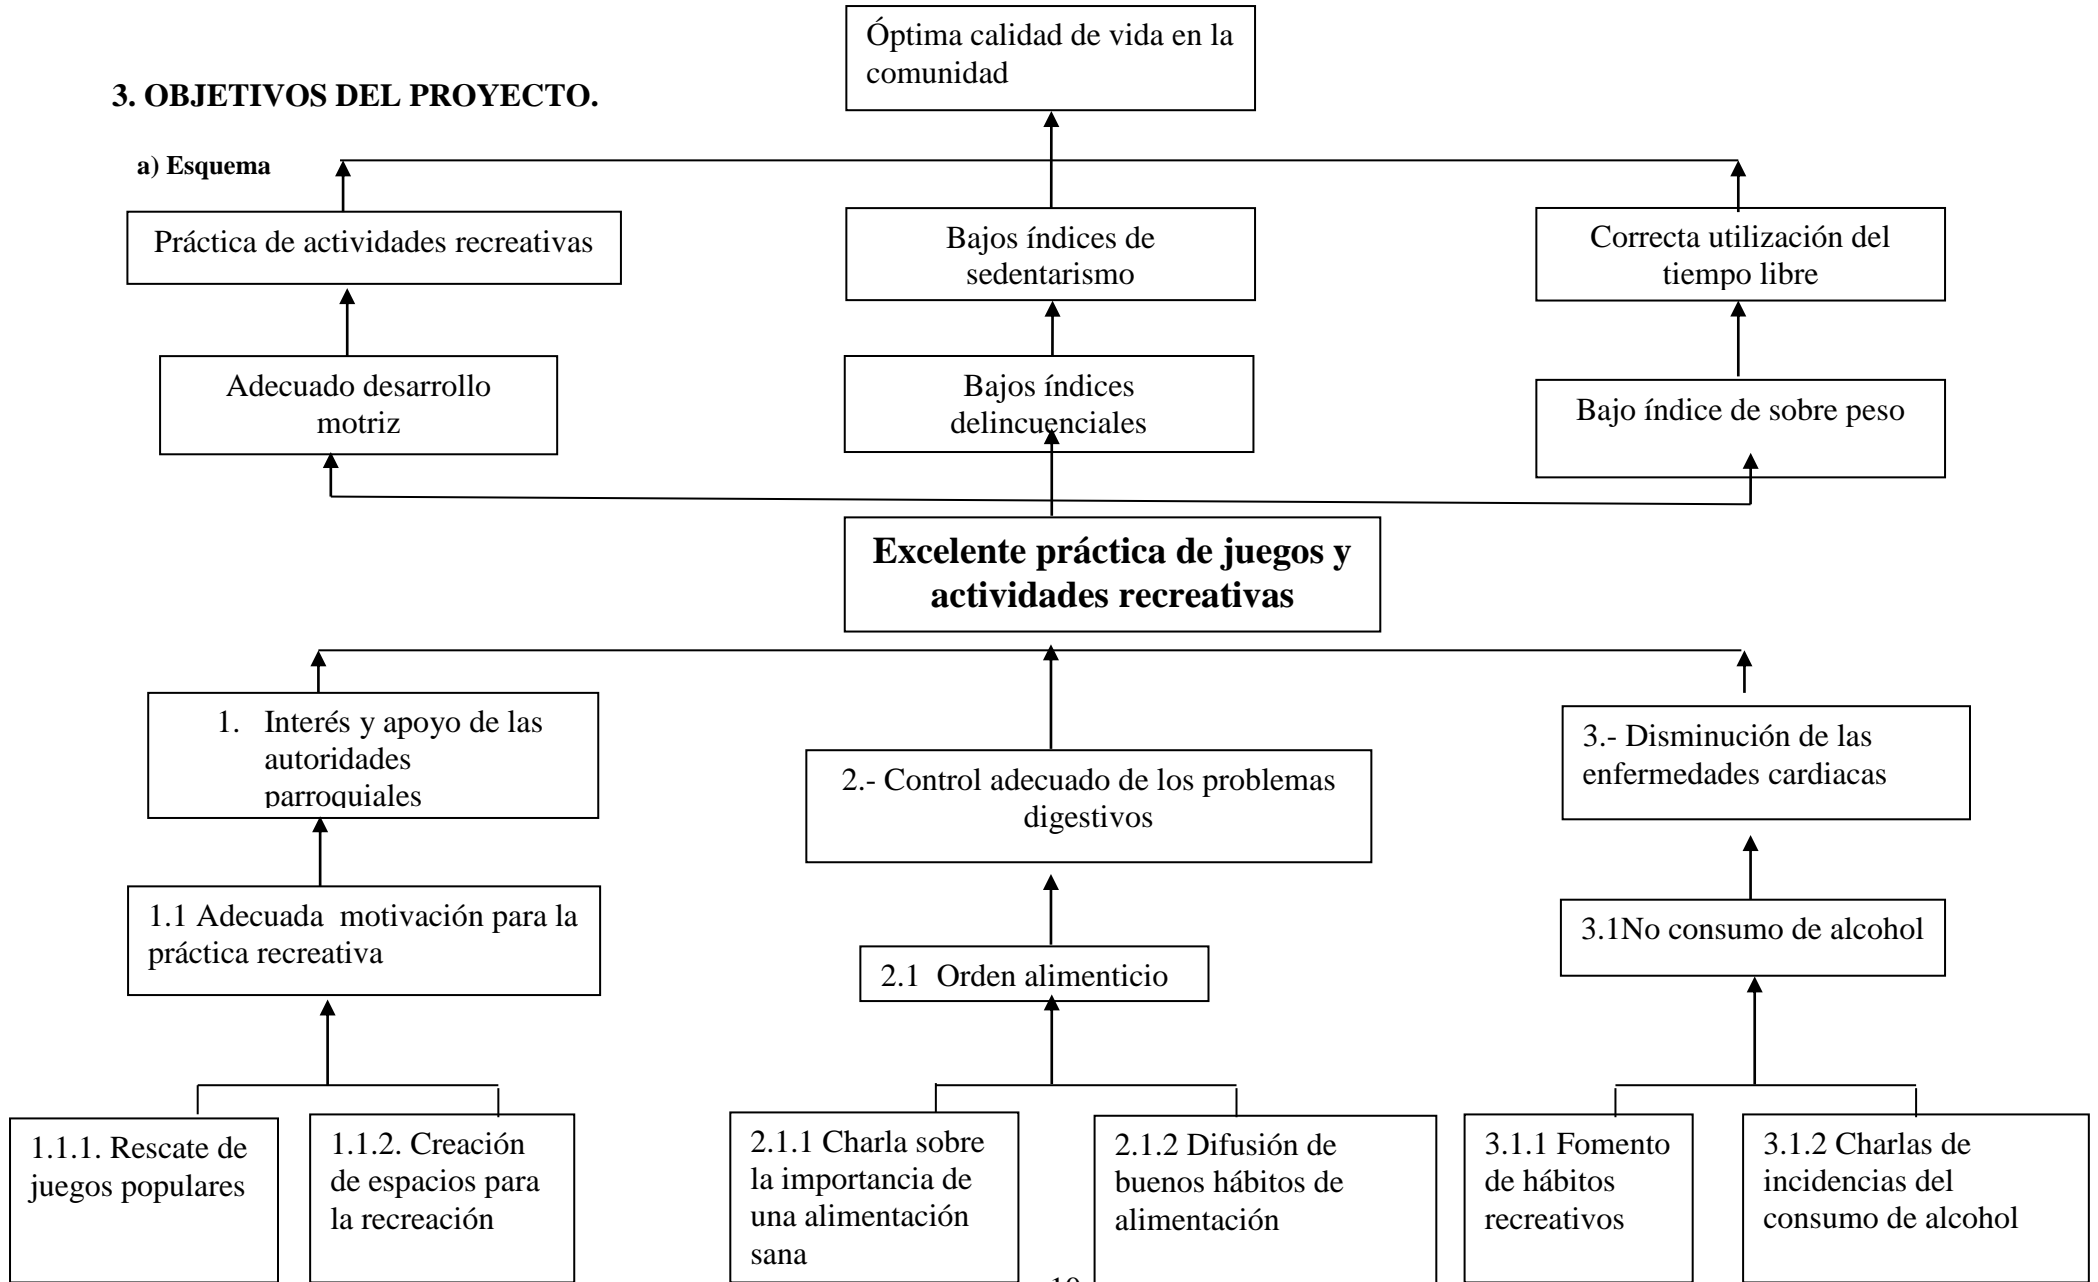 Óptima calidad de vida en la
comunidad
3. OBJETIVOS DEL PROYECTO.
a) Esquema
Práctica de actividades recreativas
Bajos índices de
sedentarismo
Correcta utilización del
tiempo libre
Adecuado desarrollo
motriz
Bajos índices
delincuenciales
Bajo índice de sobre peso
Excelente práctica de juegos y
actividades recreativas
1. Interés y apoyo de las
autoridades
parroquiales
2.- Control adecuado de los problemas
digestivos
3.- Disminución de las
enfermedades cardiacas
1.1 Adecuada motivación para la
práctica recreativa
2.1 Orden alimenticio
3.1No consumo de alcohol
1.1.1. Rescate de
juegos populares
1.1.2. Creación
de espacios para
la recreación
2.1.1 Charla sobre
la importancia de
una alimentación
sana
2.1.2 Difusión de
buenos hábitos de
alimentación
3.1.1 Fomento
de hábitos
recreativos
3.1.2 Charlas de
incidencias del
consumo de alcohol